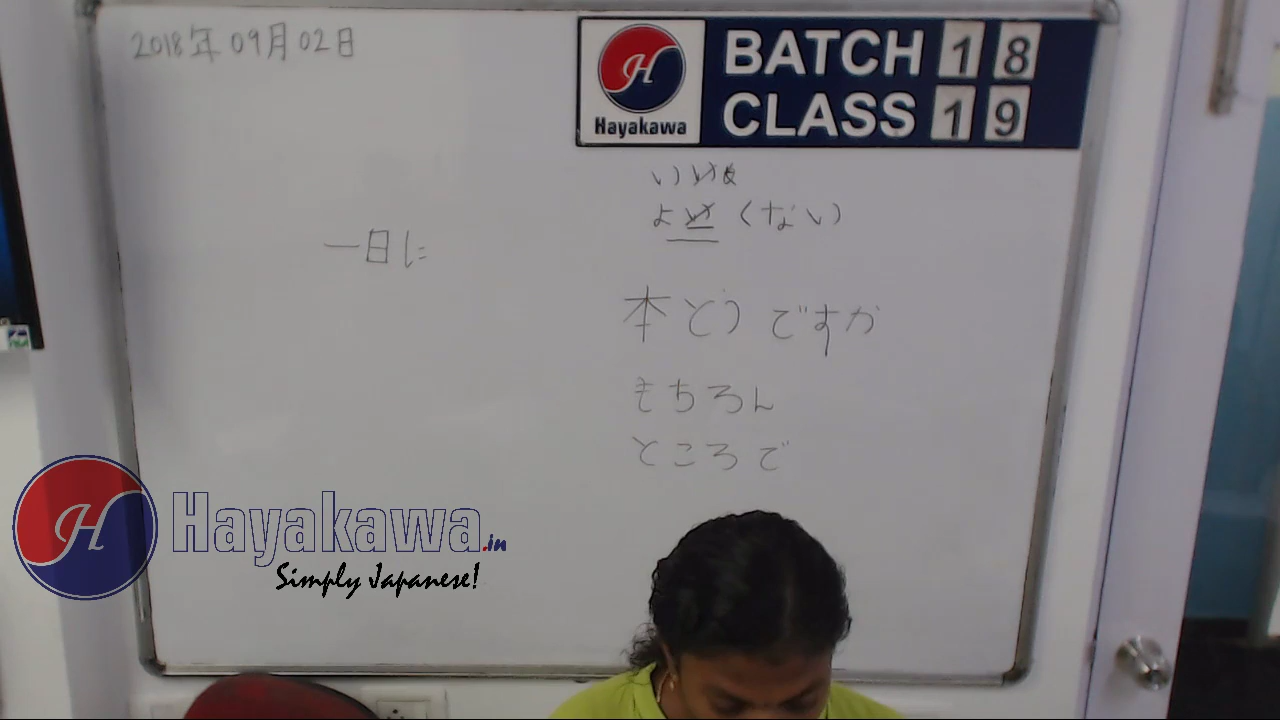 2018年09月02日
BATCH 18
CLASS 19
Hayakawa
いい
よ くない
一日に
本とうですか
もちろん
ところで
H
Hayakawa.in
Simply Japanese!